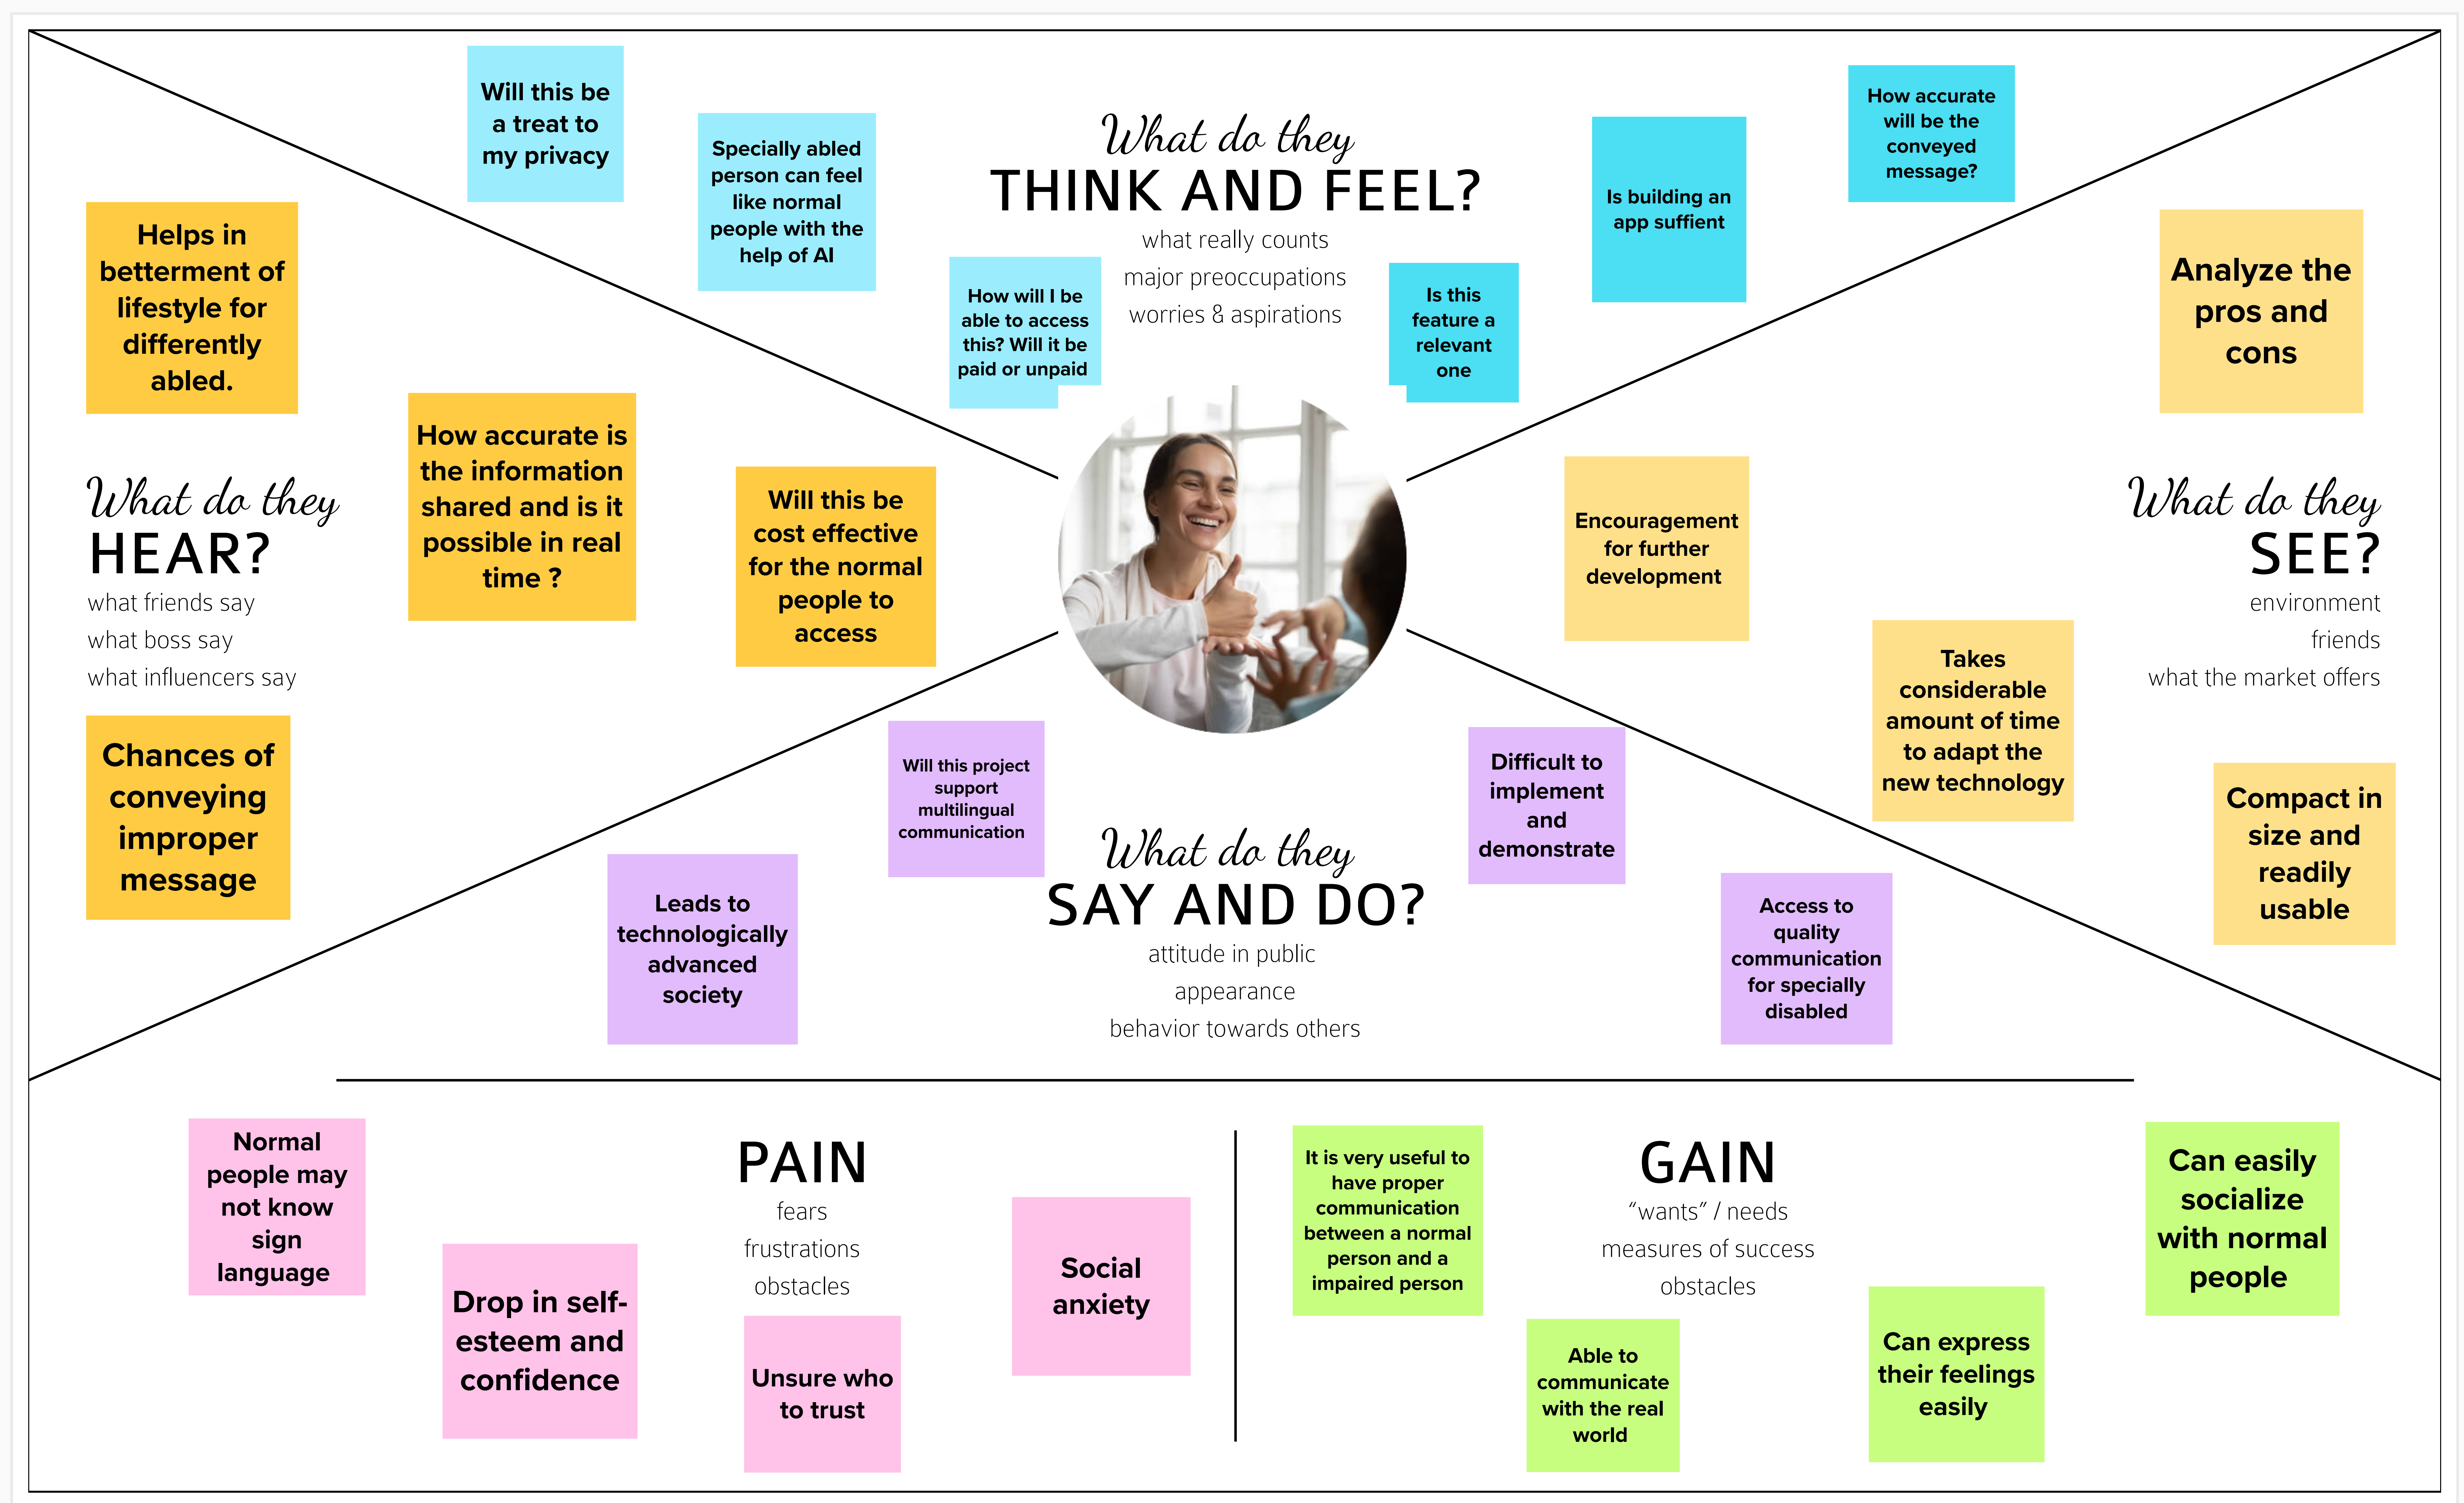 Will this be
a treat to
my privacy
Specially abled
person can feel
like normal
people with the
help of AI
How will I be
able to access
this? Will it be
paid or unpaid
What do they
THINK AND FEEL?
what really counts
major preoccupations
worries & aspirations
Is this
feature a
relevant
one
Is building an
app suffient
How accurate
will be the
conveyed
message?
Helps in
betterment of
lifestyle for
differently
abled.
What do they
HEAR?
what friends say
what boss say
what influencers say
How accurate is
the information
shared and is it
possible in real
time ?
Will this be
cost effective
for the normal
people to
access
Chances of
conveying
improper
message
Analyze the
pros and
cons
Encouragement
for further
development
What do they
SEE?
environment
friends
what the market offers
Takes
considerable
amount of time
to adapt the
new technology
Compact in
size and
readily
usable
Will this project
support
multilingual
communication
Leads to
technologically
advanced
society
What do they
SAY AND DO?
attitude in public
appearance
behavior towards others
Difficult to
implement
and
demonstrate
Access to
quality
communication
for specially
disabled
Normal
people may
not know
sign
language
Drop in self-
esteem and
confidence
PAIN
fears
frustrations
obstacles
Unsure who
to trust
Social
anxiety
It is very useful to
have proper
communication
between a normal
person and a
impaired person
GAIN
“wants” / needs
measures of success
obstacles
Able to
communicate
with the real
world
Can express
their feelings
easily
Can easily
socialize
with normal
people